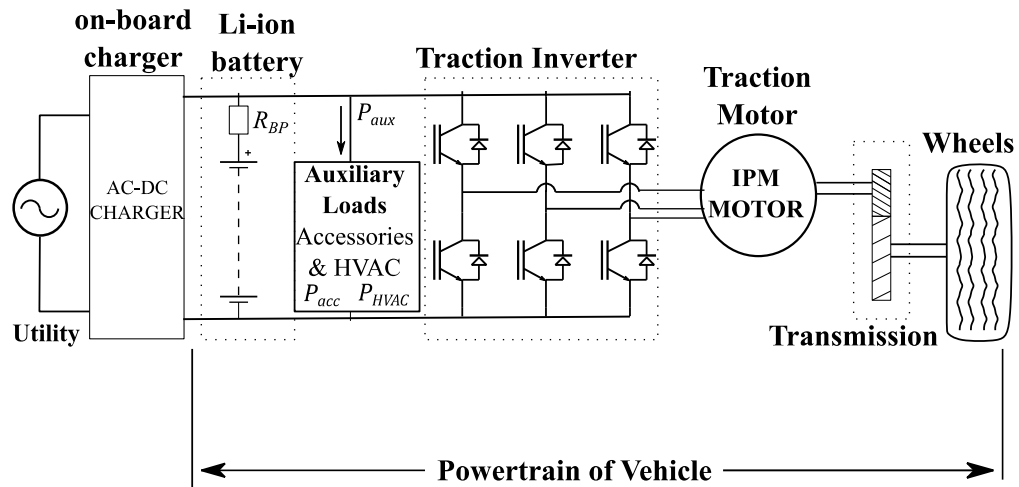 on-board
charger
Li-ion
battery
Traction Inverter
Traction
Motor
Wheels
R_BP
+
P_aux
AC-DC
CHARGER
Auxiliary
Loads
Accessories
& HVAC
P_acc P_HVAC
IPM
MOTOR
Utility
Transmission
Powertrain of Vehicle